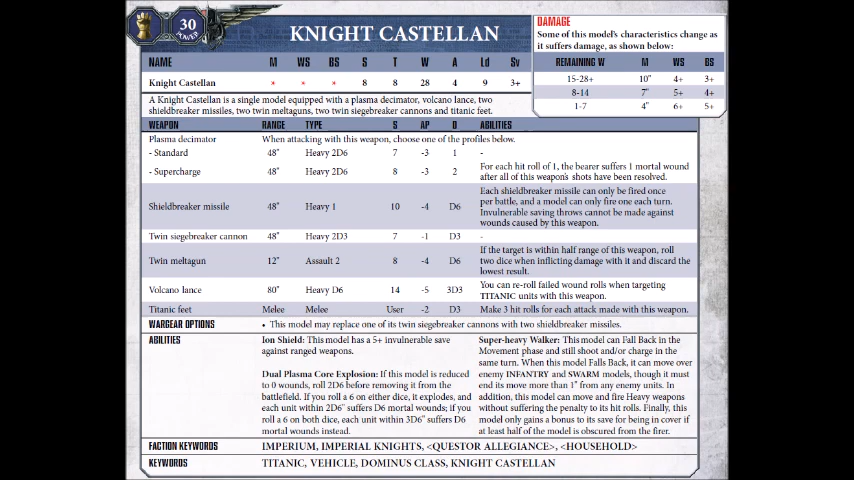 30
POWER
KNIGHT CASTELLAN
DAMAGE
Some of this model's characteristics change as
it suffers damage, as shown below:
REMAINING W M WS BS
15-28+ 10" 4+ 3+
8-14 7" 5+ 4+
1-7 4" 6+ 5+
NAME M WS BS S T W A Ld Sv
Knight Castellan * * * 8 8 28 4 9 3+
A Knight Castellan is a single model equipped with a plasma decimator, volcano lance, two
shieldbreaker missiles, two twin meltaguns, two twin siegebreaker cannons and titanic feet.
WEAPON RANGE TYPE S AP D ABILITIES
Plasma decimator When attacking with this weapon, choose one of the profiles below.
- Standard 48" Heavy 2D6 7 -3 1 -
- Supercharge 48" Heavy 2D6 8 -3 2 For each hit roll of 1, the bearer suffers 1 mortal wound
after all of this weapon's shots have been resolved.
Shieldbreaker missile 48" Heavy 1 10 -4 D6 Each shieldbreaker missile can only be fired once
per battle, and a model can only fire one each turn.
Invulnerable saving throws cannot be made against
wounds caused by this weapon.
Twin siegebreaker cannon 48" Heavy 2D3 7 -1 D3 -
Twin meltagun 12" Assault 2 8 -4 D6 If the target is within half range of this weapon, roll
two dice when inflicting damage with it and discard the
lowest result.
Volcano lance 80" Heavy D6 14 -5 3D3 You can re-roll failed wound rolls when targeting
TITANIC units with this weapon.
Titanic feet Melee Melee User -2 D3 Make 3 hit rolls for each attack made with this weapon.
WARGEAR OPTIONS • This model may replace one of its twin siegebreaker cannons with two shieldbreaker missiles.
ABILITIES
Ion Shield: This model has a 5+ invulnerable save
against ranged weapons.
Dual Plasma Core Explosion: If this model is reduced
to 0 wounds, roll 2D6 before removing it from the
battlefield. If you roll a 6 on either dice, it explodes, and
each unit within 2D6" suffers D6 mortal wounds; if you
roll a 6 on both dice, each unit within 3D6" suffers D6
mortal wounds instead.
Super-heavy Walker: This model can Fall Back in the
Movement phase and still shoot and/or charge in the
same turn. When this model Falls Back, it can move over
enemy INFANTRY and SWARM models, though it must
end its move more than 1" from any enemy units. In
addition, this model can move and fire Heavy weapons
without suffering the penalty to its hit rolls. Finally, this
model only gains a bonus to its save for being in cover if
at least half of the model is obscured from the firer.
FACTION KEYWORDS IMPERIUM, IMPERIAL KNIGHTS, <QUESTOR ALLEGIANCE>, <HOUSEHOLD>
KEYWORDS TITANIC, VEHICLE, DOMINUS CLASS, KNIGHT CASTELLAN